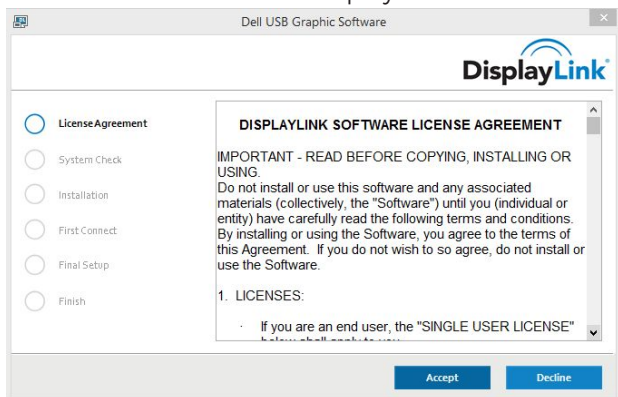 Dell USB Graphic Software
DisplayLink
License Agreement
System Check
Installation
First Connect
Final Setup
Finish
DISPLAYLINK SOFTWARE LICENSE AGREEMENT
IMPORTANT - READ BEFORE COPYING, INSTALLING OR
USING.
Do not install or use this software and any associated
materials (collectively, the "Software") until you (individual or
entity) have carefully read the following terms and conditions.
By installing or using the Software, you agree to the terms of
this Agreement. If you do not wish to so agree, do not install or
use the Software.
1. LICENSES:
· If you are an end user, the "SINGLE USER LICENSE"
Accept
Decline